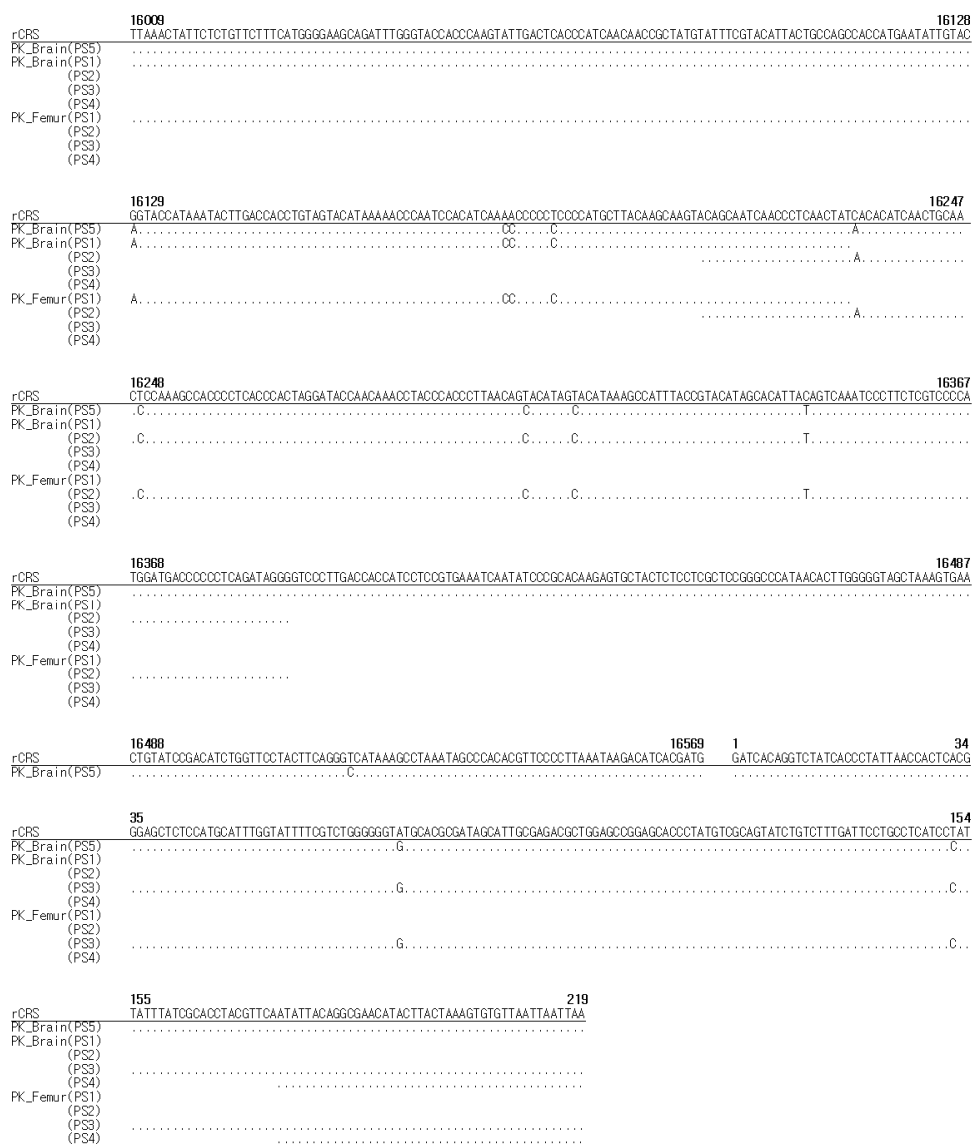 16009 16128
rCRS TTAAACTATTCTCTGTTCTTTCATGGGGAAGCAGATTTGGGTACCACCCAAGTATTGACTCACCCATCAACAACCGCTATGTATTTCGTACATTACTGCCAGCCACCATGAATATTGTAC
PK_Brain(PS5) ........................................................................................................................
PK_Brain(PS1) ........................................................................................................................
(PS2)
(PS3)
(PS4)
PK_Femur(PS1) ........................................................................................................................
(PS2)
(PS3)
(PS4)
16129 16247
rCRS GGTACCATAAATACTTGACCACCTGTAGTACATAAAAACCCAATCCACATCAAAACCCCCTCCCCATGCTTACAAGCAAGTACAGCAATCAACCCTCAACTATCACACATCAACTGCAA
PK_Brain(PS5) A....................................................CC.....C...........................................A...............
PK_Brain(PS1) A....................................................CC.....C..........................................
(PS2) ......................A...............
(PS3)
(PS4)
PK_Femur(PS1) A....................................................CC.....C..........................................
(PS2) ......................A...............
(PS3)
(PS4)
16248 16367
rCRS CTCCAAAGCCACCCCTCACCCACTAGGATACCAACAAACCTACCCACCCTTAACAGTACATAGTACATAAAGCCATTTACCGTACATAGCACATTACAGTCAAATCCCTTCTCGTCCCCA
PK_Brain(PS5) .C......................................................C......C................................T.......................
PK_Brain(PS1)
(PS2) .C......................................................C......C................................T.......................
(PS3)
(PS4)
PK_Femur(PS1)
(PS2) .C......................................................C......C................................T.......................
(PS3)
(PS4)
16368 16487
rCRS TGGATGACCCCCCTCAGATAGGGGTCCCTTGACCACCATCCTCCGTGAAATCAATATCCCGCACAAGAGTGCTACTCTCCTCGCTCCGGGCCCATAACACTTGGGGGTAGCTAAAGTGAA
PK_Brain(PS5) ........................................................................................................................
PK_Brain(PS1)
(PS2) .......................
(PS3)
(PS4)
PK_Femur(PS1)
(PS2) .......................
(PS3)
(PS4)
16488 16569 1 34
rCRS CTGTATCCGACATCTGGTTCCTACTTCAGGGTCATAAAGCCTAAATAGCCCACACGTTCCCCTTAAATAAGACATCACGATG GATCACAGGTCTATCACCCTATTAACCACTCACG
PK_Brain(PS5) ...............................C.................................................. ..................................
35 154
rCRS GGAGCTCTCCATGCATTTGGTATTTTCGTCTGGGGGGTATGCACGCGATAGCATTGCGAGACGCTGGAGCCGGAGCACCCTATGTCGCAGTATCTGTCTTTGATTCCTGCCTCATCCTAT
PK_Brain(PS5) ......................................G...............................................................................C..
PK_Brain(PS1)
(PS2)
(PS3) ......................................G...............................................................................C..
(PS4)
PK_Femur(PS1)
(PS2)
(PS3) ......................................G...............................................................................C..
(PS4)
155 219
rCRS TATTTATCGCACCTACGTTCAATATTACAGGCGAACATACTTACTAAAGTGTGTTAATTAATTAA
PK_Brain(PS5) .................................................................
PK_Brain(PS1)
(PS2)
(PS3) .................................................................
(PS4) ............................................
PK_Femur(PS1)
(PS2)
(PS3) .................................................................
(PS4) ............................................